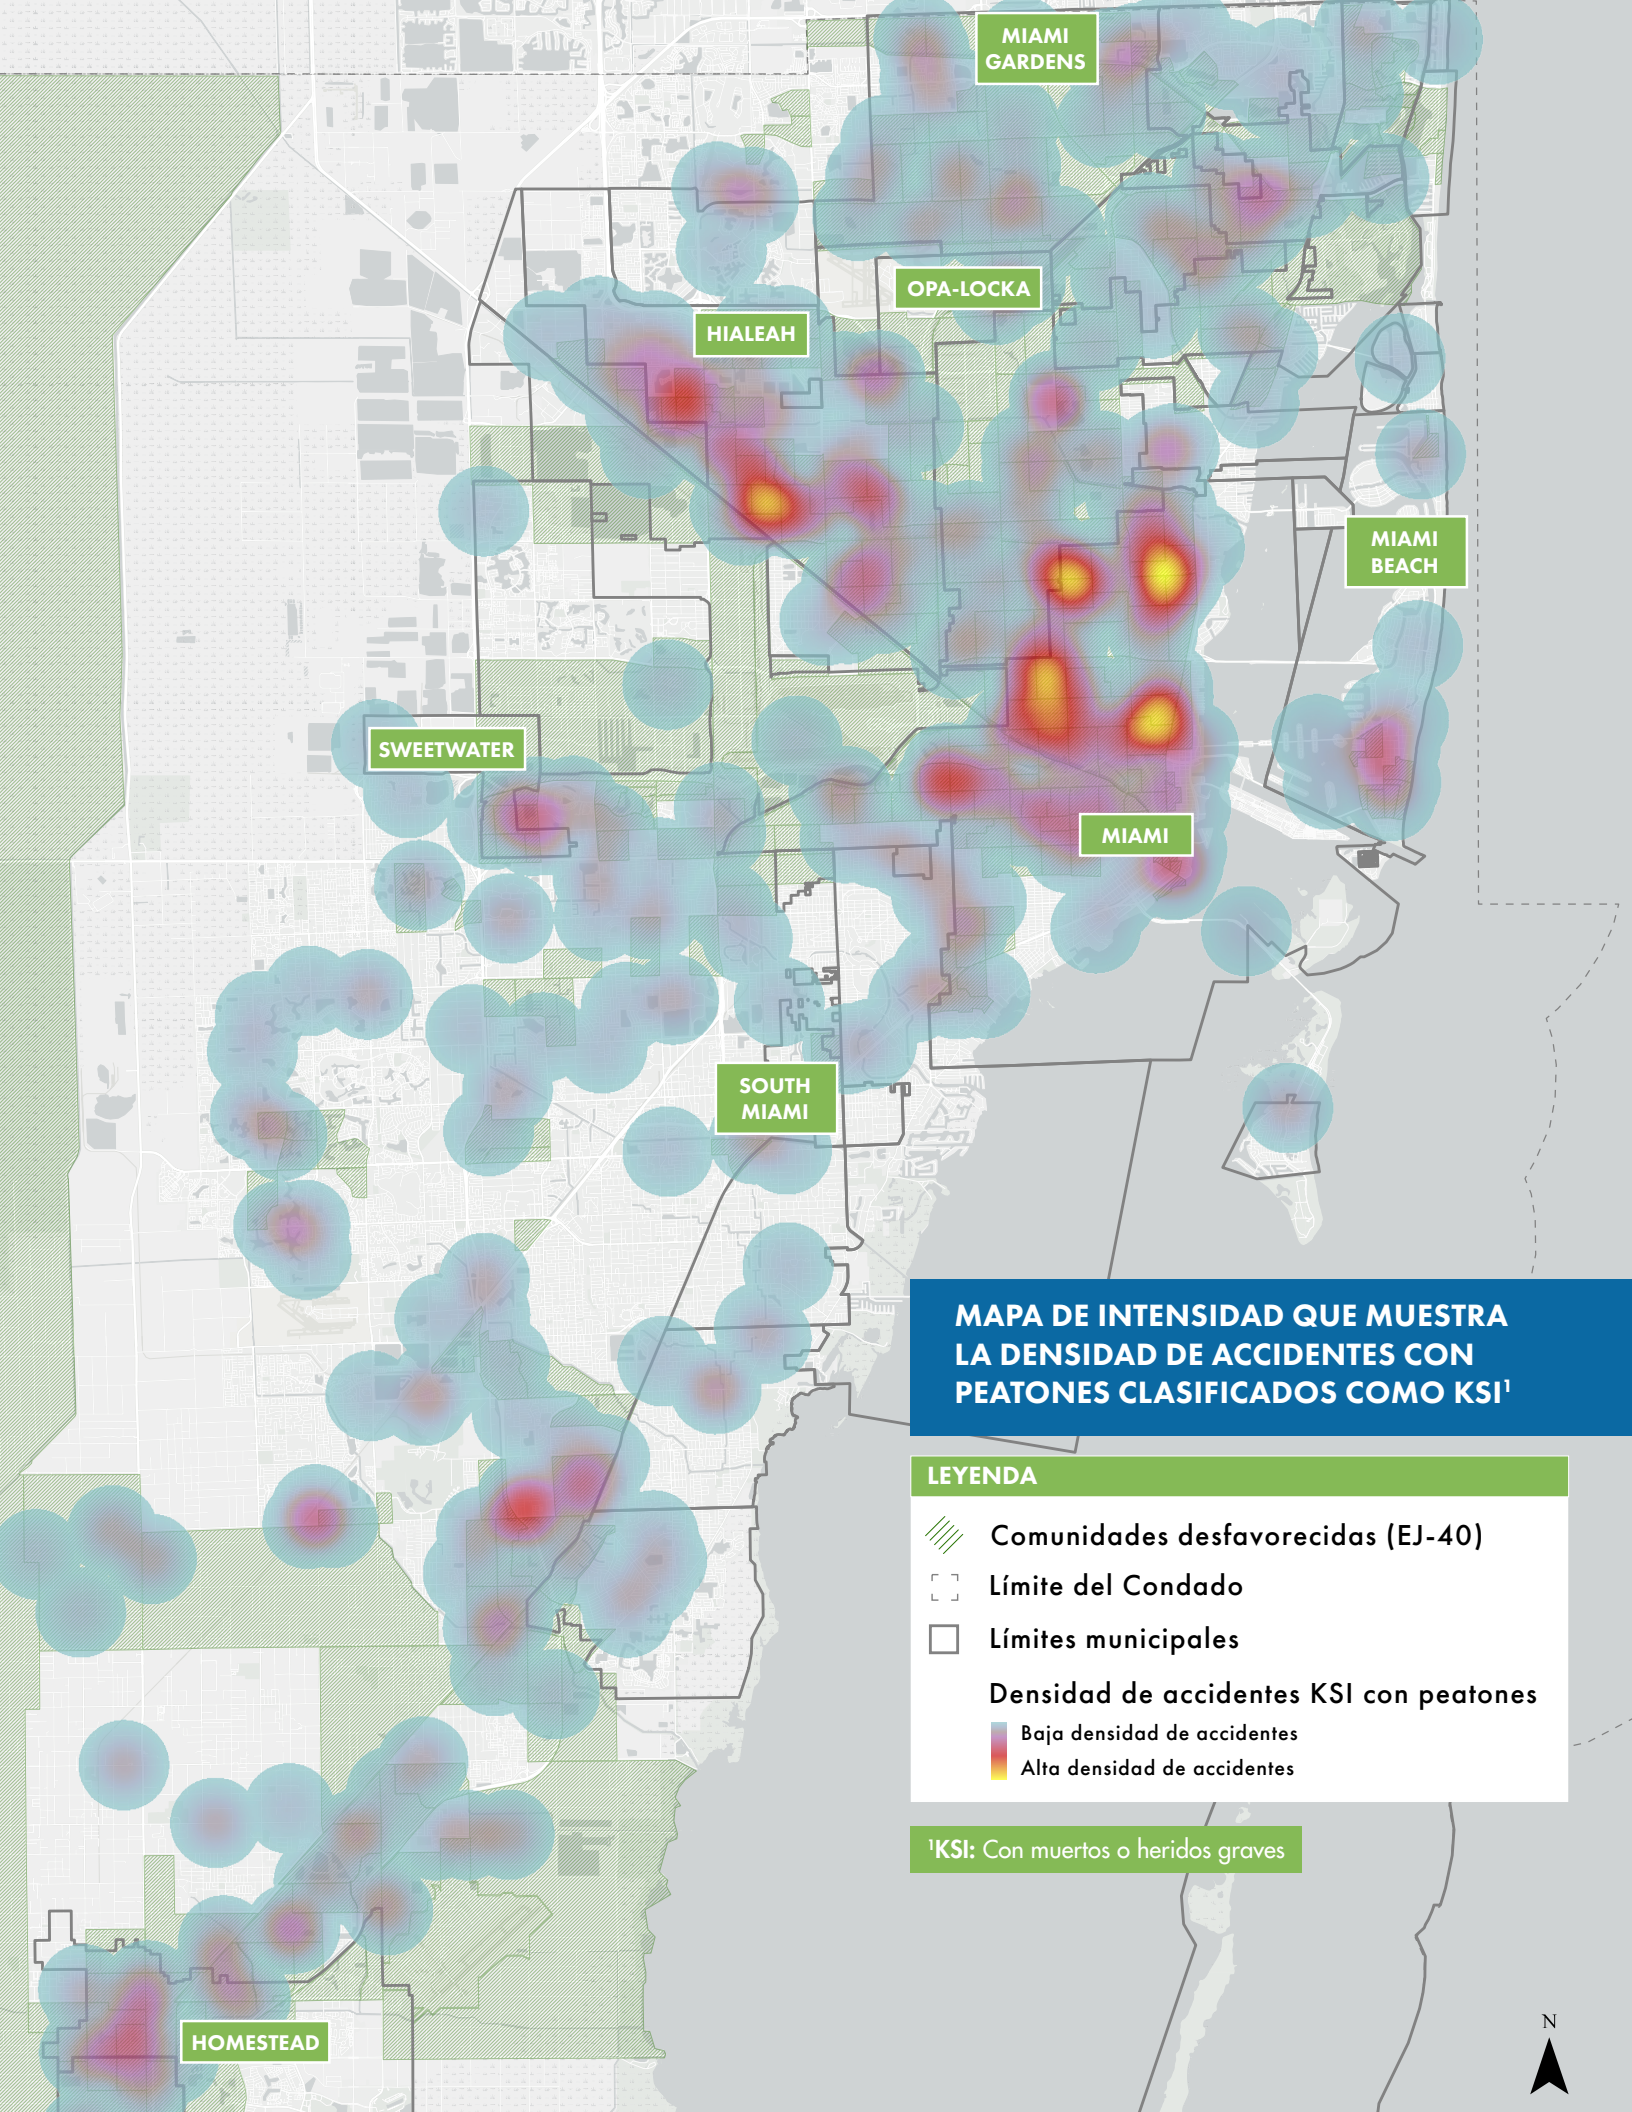 MIAMI
GARDENS
OPA-LOCKA
HIALEAH
MIAMI
BEACH
SWEETWATER
MIAMI
SOUTH
MIAMI
MAPA DE INTENSIDAD QUE MUESTRA
LA DENSIDAD DE ACCIDENTES CON
PEATONES CLASIFICADOS COMO KSI¹
LEYENDA
Comunidades desfavorecidas (EJ-40)
Límite del Condado
Límites municipales
Densidad de accidentes KSI con peatones
Baja densidad de accidentes
Alta densidad de accidentes
¹KSI: Con muertos o heridos graves
HOMESTEAD
N